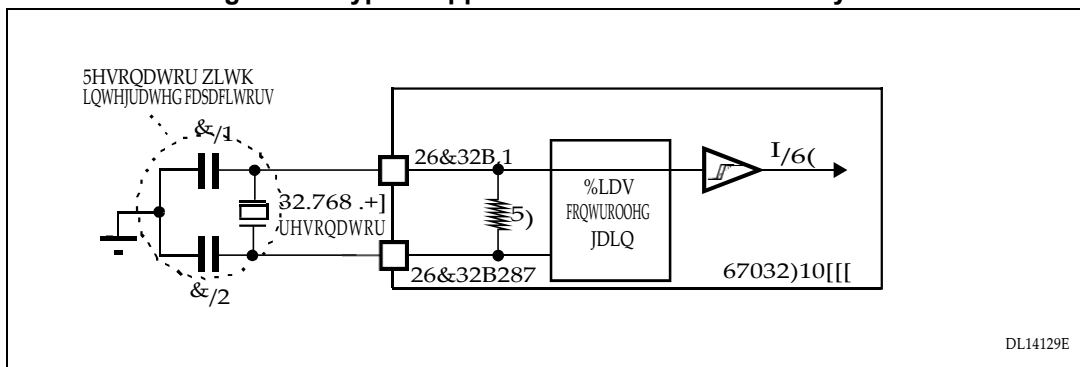 5HVRQDWRU ZLWK
LQWHJUDWHG FDSDFLWRUV
&/1
26&32B,1
I/6(
%LDV
FRQWUROOHG
JDLQ
5)
32.768 .+]
UHVRQDWRU
26&32B287
67032)10[[[
&/2
DL14129E